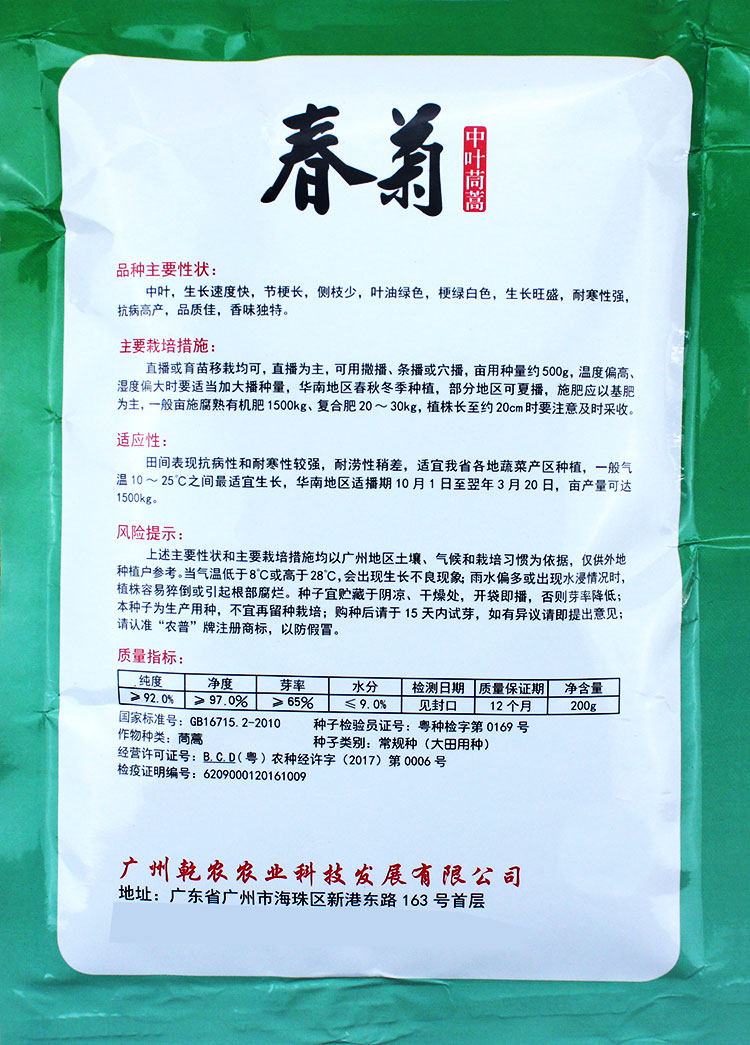 春菊
中叶茼蒿
品种主要性状：
中叶，生长速度快，节梗长，侧枝少，叶油绿色，梗绿白色，生长旺盛，耐寒性强，
抗病高产，品质佳，香味独特。
主要栽培措施：
直播或育苗移栽均可，直播为主，可用撒播、条播或穴播，亩用种量约500g，温度偏高、
湿度偏大时要适当加大播种量，华南地区春秋冬季种植，部分地区可夏播，施肥应以基肥
为主，一般亩施腐熟有机肥1500kg、复合肥20～30kg，植株长至约20cm时要注意及时采收。
适应性：
田间表现抗病性和耐寒性较强，耐涝性稍差，适宜我省各地蔬菜产区种植，一般气
温10～25℃之间最适宜生长，华南地区适播期10月1日至翌年3月20日，亩产量可达
1500kg。
风险提示：
上述主要性状和主要栽培措施均以广州地区土壤、气候和栽培习惯为依据，仅供外地
种植户参考。当气温低于8℃或高于28℃，会出现生长不良现象；雨水偏多或出现水浸情况时，
植株容易猝倒或引起根部腐烂。种子宜贮藏于阴凉、干燥处，开袋即播，否则芽率降低；
本种子为生产用种，不宜再留种栽培；购种后请于15天内试芽，如有异议请即提出意见；
请认准“农普”牌注册商标，以防假冒。
质量指标：
纯度 净度 芽率 水分 检测日期 质量保证期 净含量
≥92.0% ≥97.0% ≥65% ≤9.0% 见封口 12个月 200g
国家标准号：GB16715.2-2010 种子检验员证号：粤种检字第0169号
作物种类：茼蒿 种子类别：常规种（大田用种）
经营许可证号：B.C.D(粤）农种经许字（2017）第0006号
检疫证明编号：6209000120161009
广州乾农农业科技发展有限公司
地址：广东省广州市海珠区新港东路163号首层